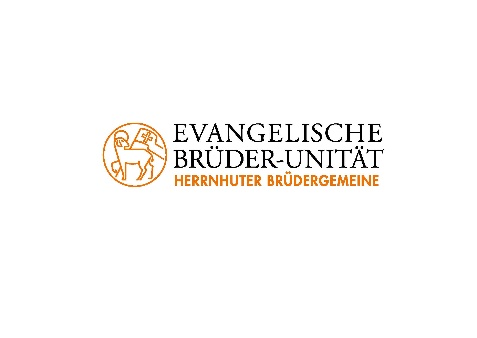 EVANGELISCHE
BRÜDER-UNITÄT
HERRNHUTER BRÜDERGEMEINE